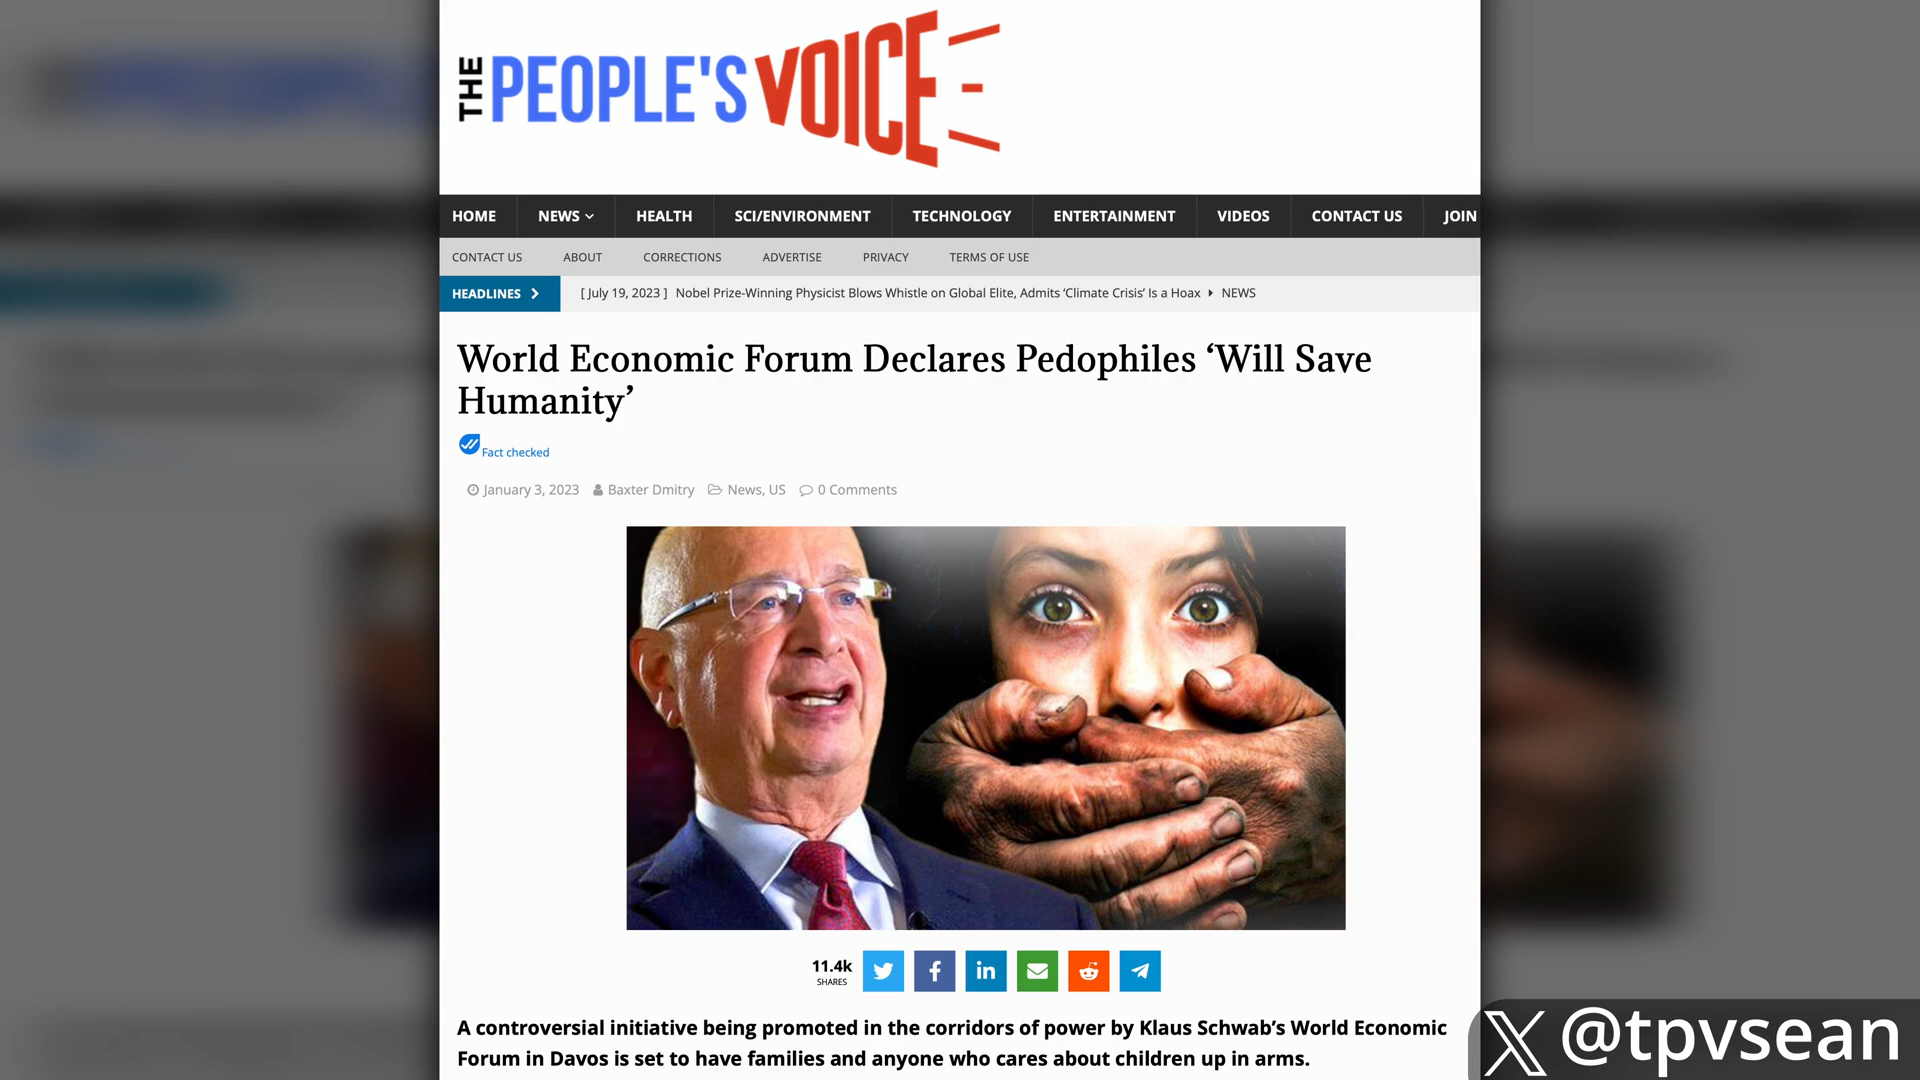 THE PEOPLE'S VOICE
HOME NEWS HEALTH SCI/ENVIRONMENT TECHNOLOGY ENTERTAINMENT VIDEOS CONTACT US JOIN
CONTACT US ABOUT CORRECTIONS ADVERTISE PRIVACY TERMS OF USE
HEADLINES [ July 19, 2023 ] Nobel Prize-Winning Physicist Blows Whistle on Global Elite, Admits ‘Climate Crisis’ Is a Hoax NEWS
World Economic Forum Declares Pedophiles ‘Will Save
Humanity’
Fact checked
January 3, 2023 Baxter Dmitry News, US 0 Comments
11.4k
SHARES
A controversial initiative being promoted in the corridors of power by Klaus Schwab’s World Economic
Forum in Davos is set to have families and anyone who cares about children up in arms.
@tpvsean